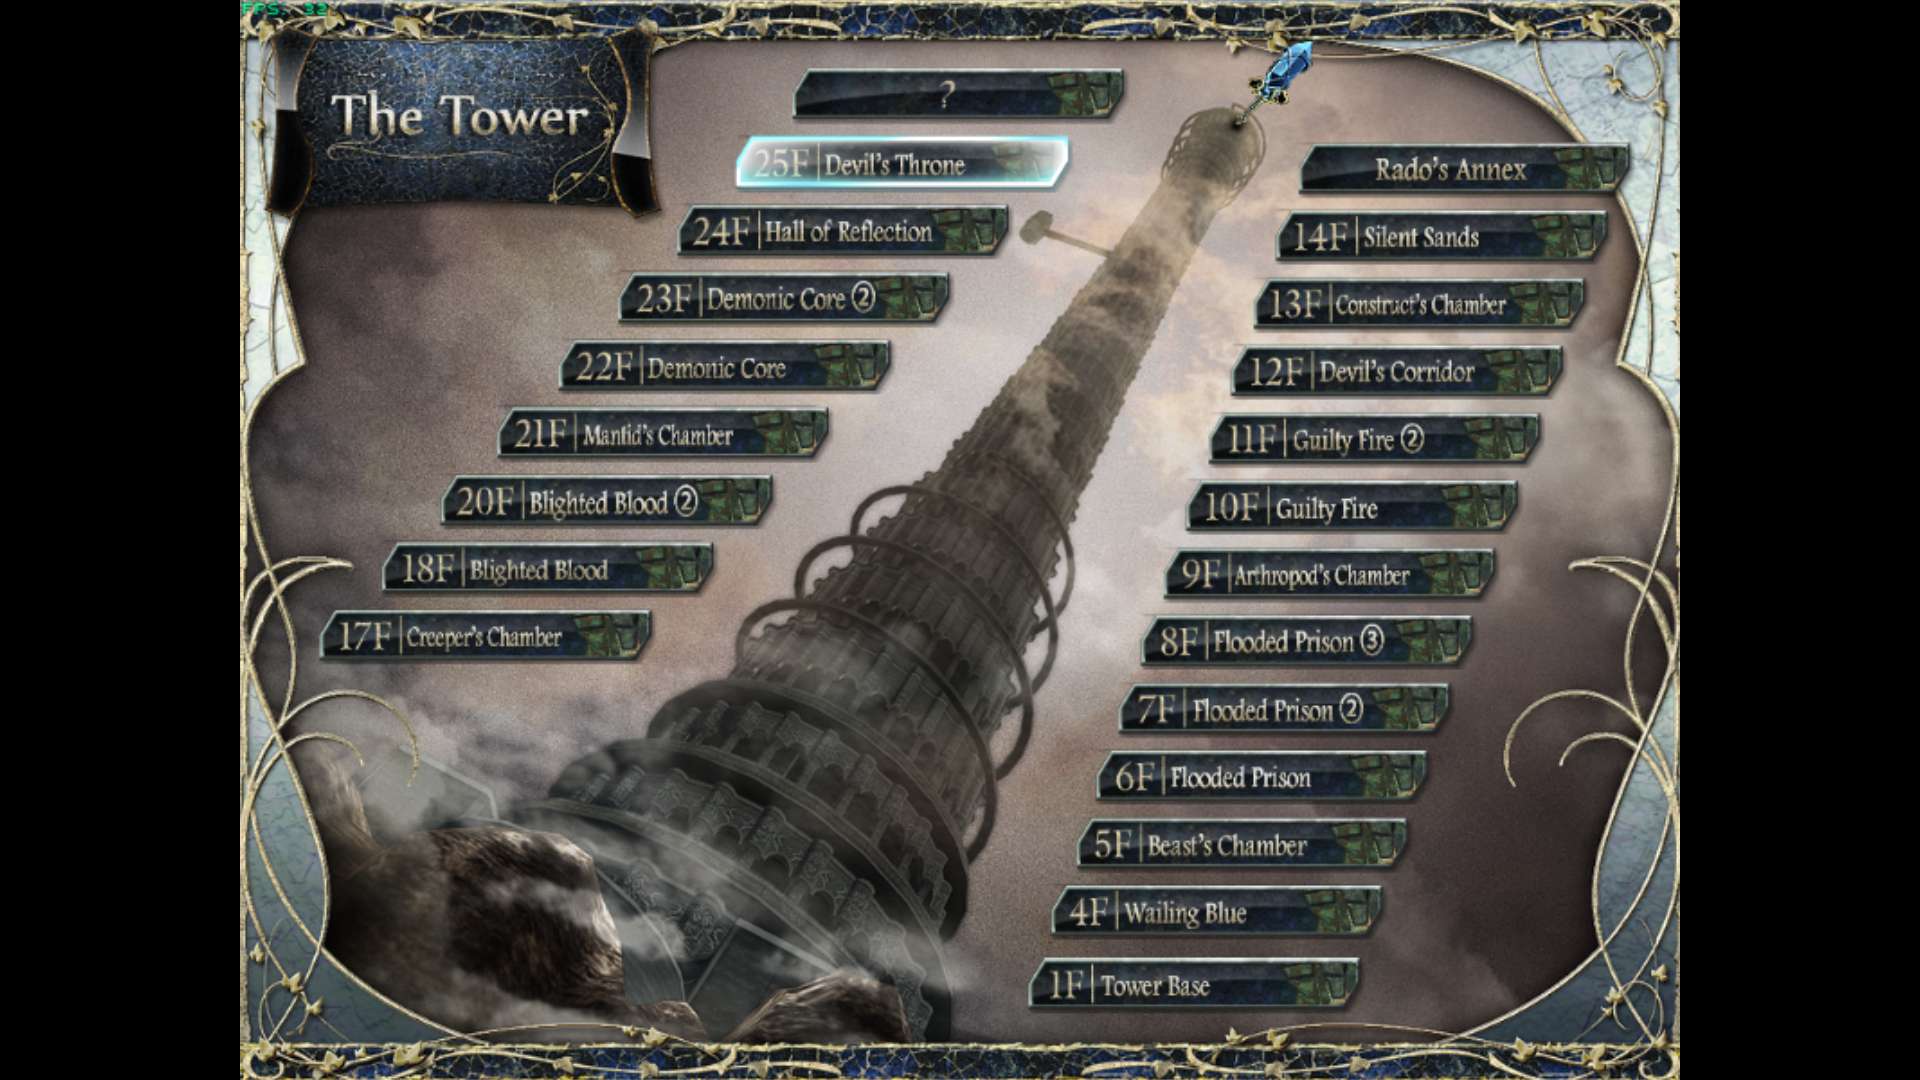 FPS: 32
The Tower
?
25F Devil's Throne
24F Hall of Reflection
23F Demonic Core ②
22F Demonic Core
21F Mantid's Chamber
20F Blighted Blood ②
18F Blighted Blood
17F Creeper's Chamber
Rado's Annex
14F Silent Sands
13F Construct's Chamber
12F Devil's Corridor
11F Guilty Fire ②
10F Guilty Fire
9F Arthropod's Chamber
8F Flooded Prison ③
7F Flooded Prison ②
6F Flooded Prison
5F Beast's Chamber
4F Wailing Blue
1F Tower Base